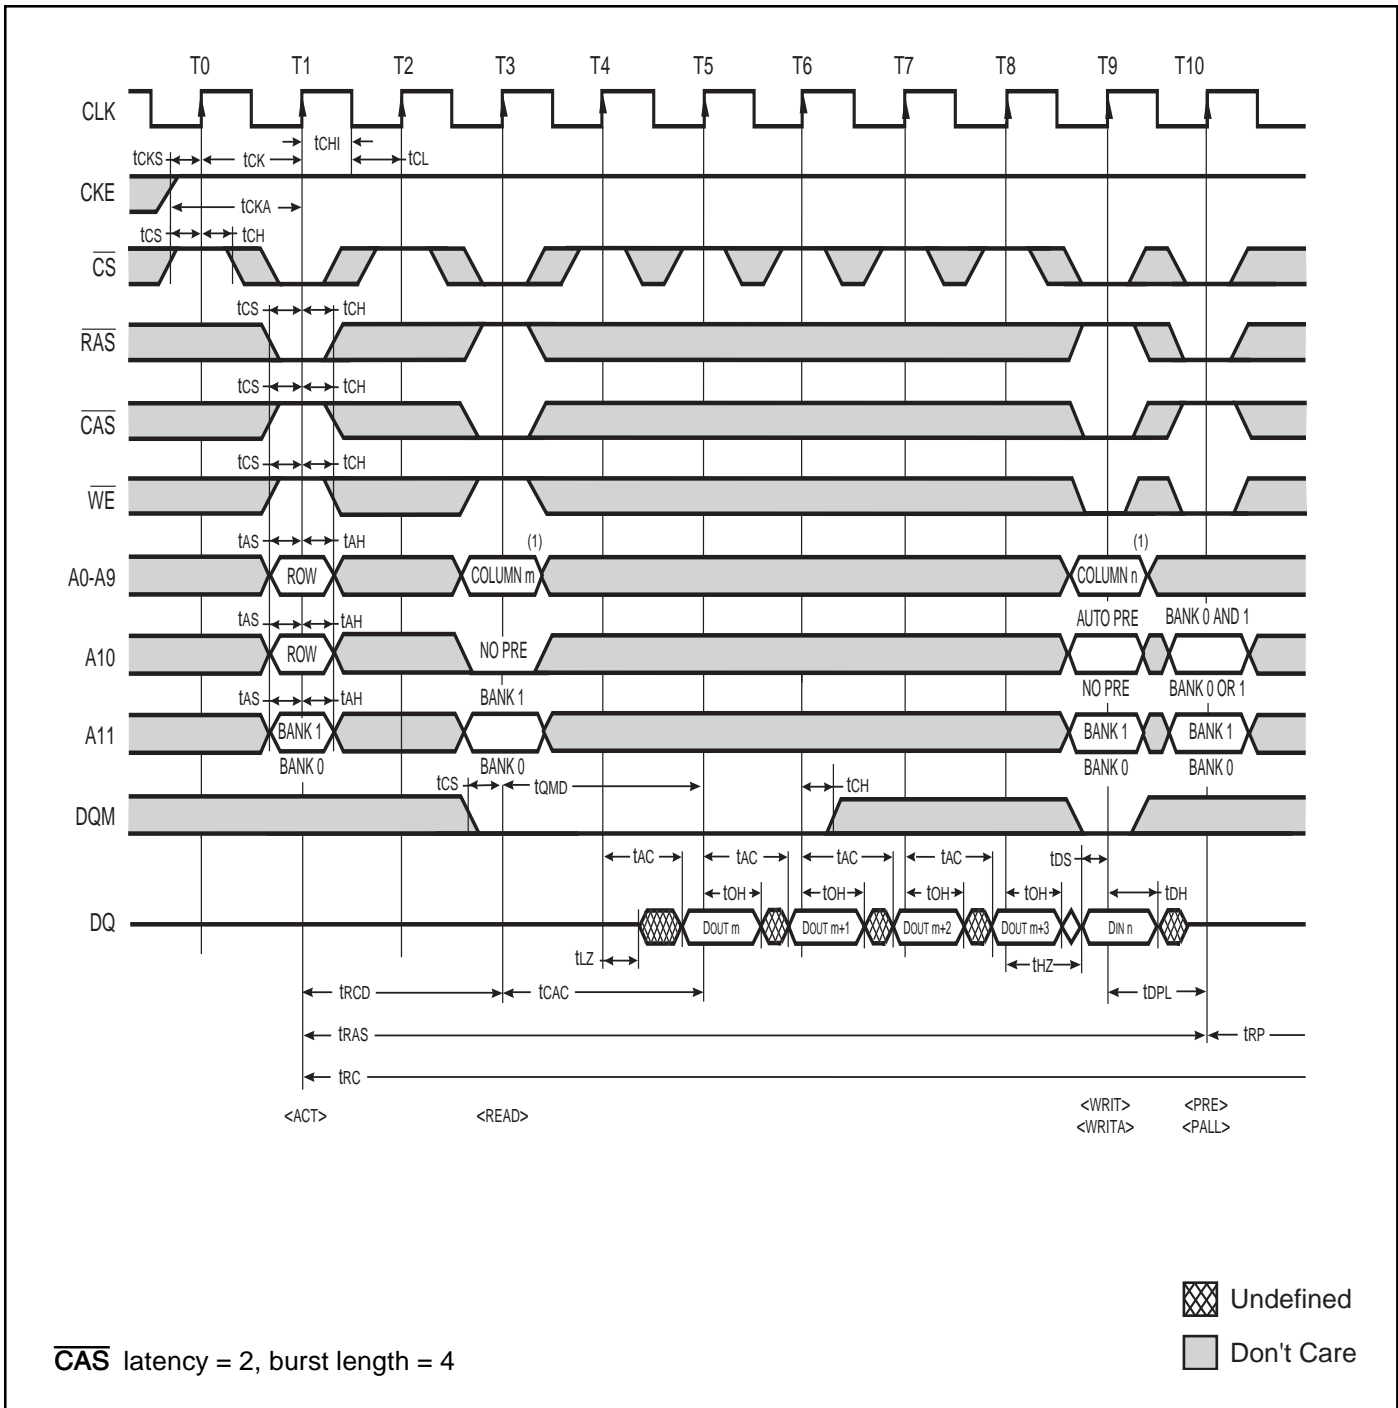 T0 T1 T2 T3 T4 T5 T6 T7 T8 T9 T10
CLK
tCHI
tCKS tCK tCL
CKE
tCKA
tCS tCH
CS
tCS tCH
RAS
tCS tCH
CAS
tCS tCH
WE
tAS tAH (1) (1)
A0-A9 ROW COLUMN m COLUMN n
tAS tAH AUTO PRE BANK 0 AND 1
A10 ROW NO PRE
tAS tAH BANK 1 NO PRE BANK 0 OR 1
A11 BANK 1 BANK 1 BANK 1
BANK 0 BANK 0 BANK 0 BANK 0
tCS tQMD tCH
DQM
tAC tAC tAC tAC tDS
tOH tOH tOH tOH tDH
DQ DOUT m DOUT m+1 DOUT m+2 DOUT m+3 DIN n
tLZ tHZ
tRCD tCAC tDPL
tRAS tRP
tRC
<ACT> <READ> <WRIT> <PRE>
<WRITA> <PALL>
Undefined
Don't Care
CAS latency = 2, burst length = 4